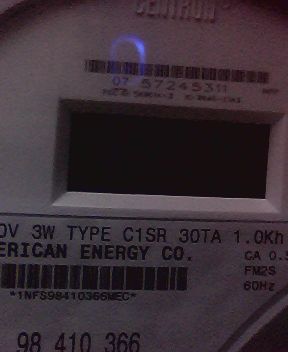 CENTRON
07 57245311
0V 3W TYPE C1SR 30TA 1.0Kh
ERICAN ENERGY CO.
CA 0.
FM2S
*1NFS98410366MEC*
60Hz
98 410 366